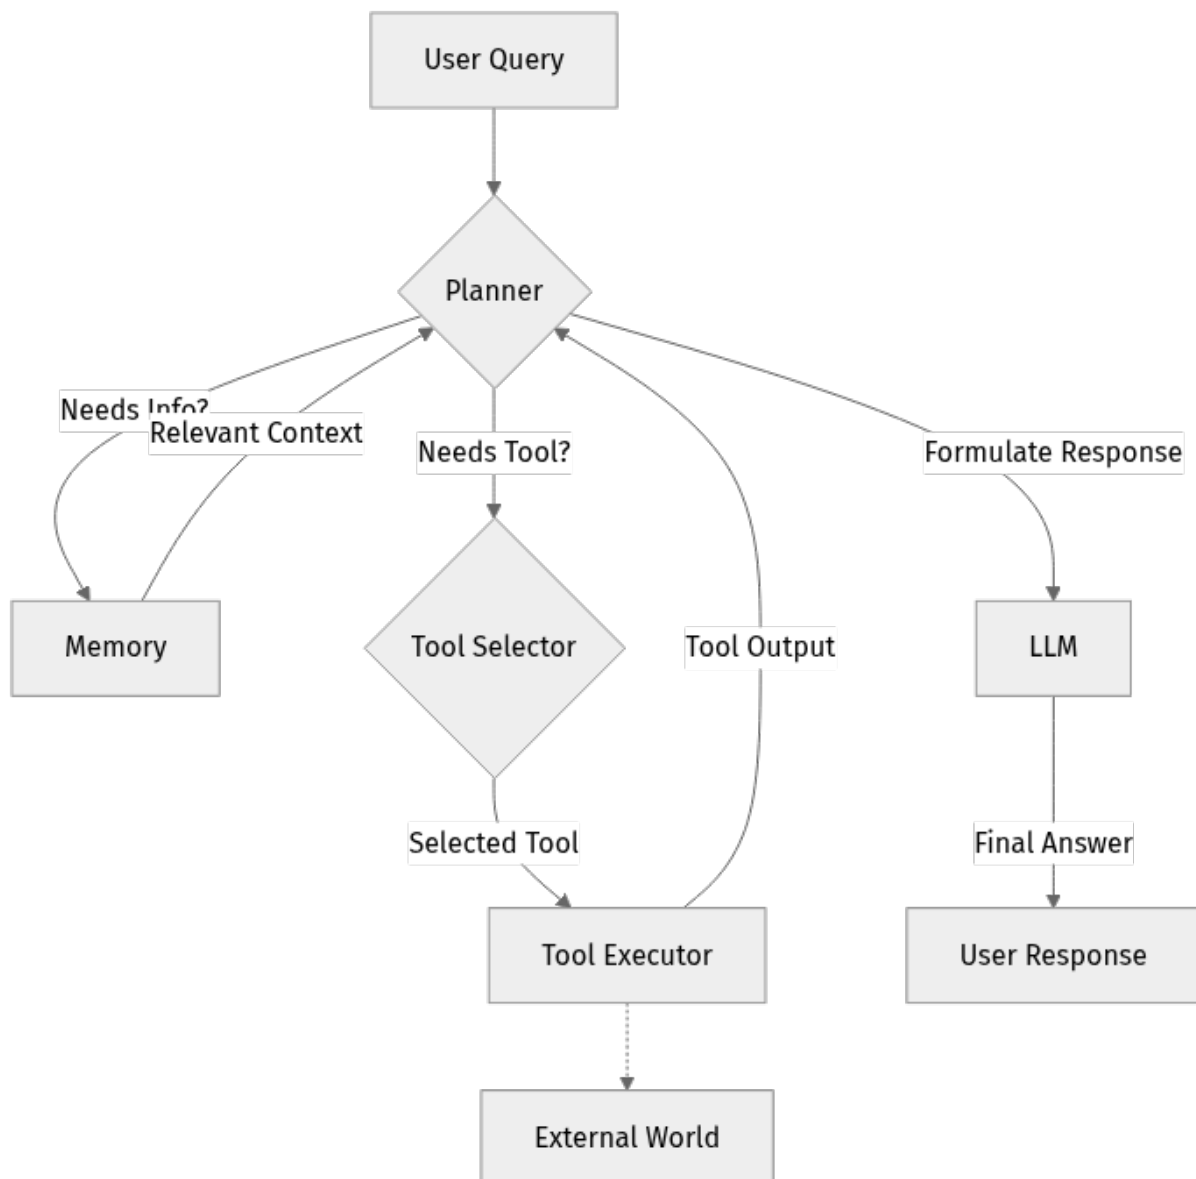 User Query
Planner
Needs Info?
Relevant Context
Needs Tool?
Formulate Response
Memory
Tool Selector
Tool Output
LLM
Selected Tool
Final Answer
Tool Executor
User Response
External World